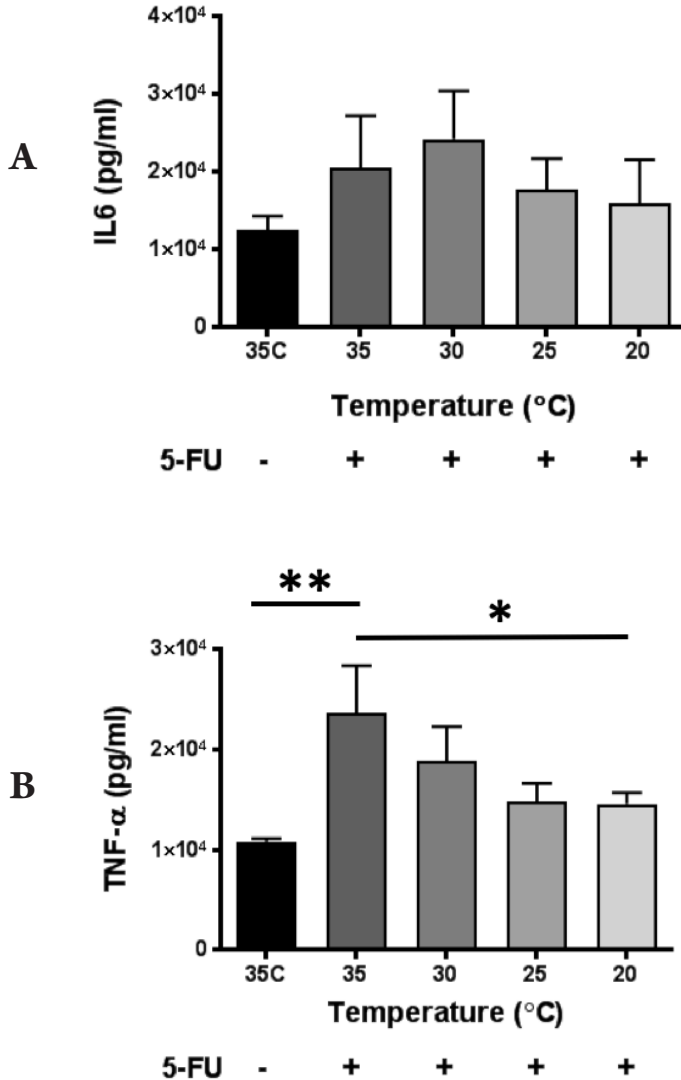 A
IL6 (pg/ml)
4×10⁴
3×10⁴
2×10⁴
1×10⁴
0
35C 35 30 25 20
Temperature (°C)
5-FU - + + + +
B
** 
*
TNF-α (pg/ml)
3×10⁴
2×10⁴
1×10⁴
0
35C 35 30 25 20
Temperature (°C)
5-FU - + + + +